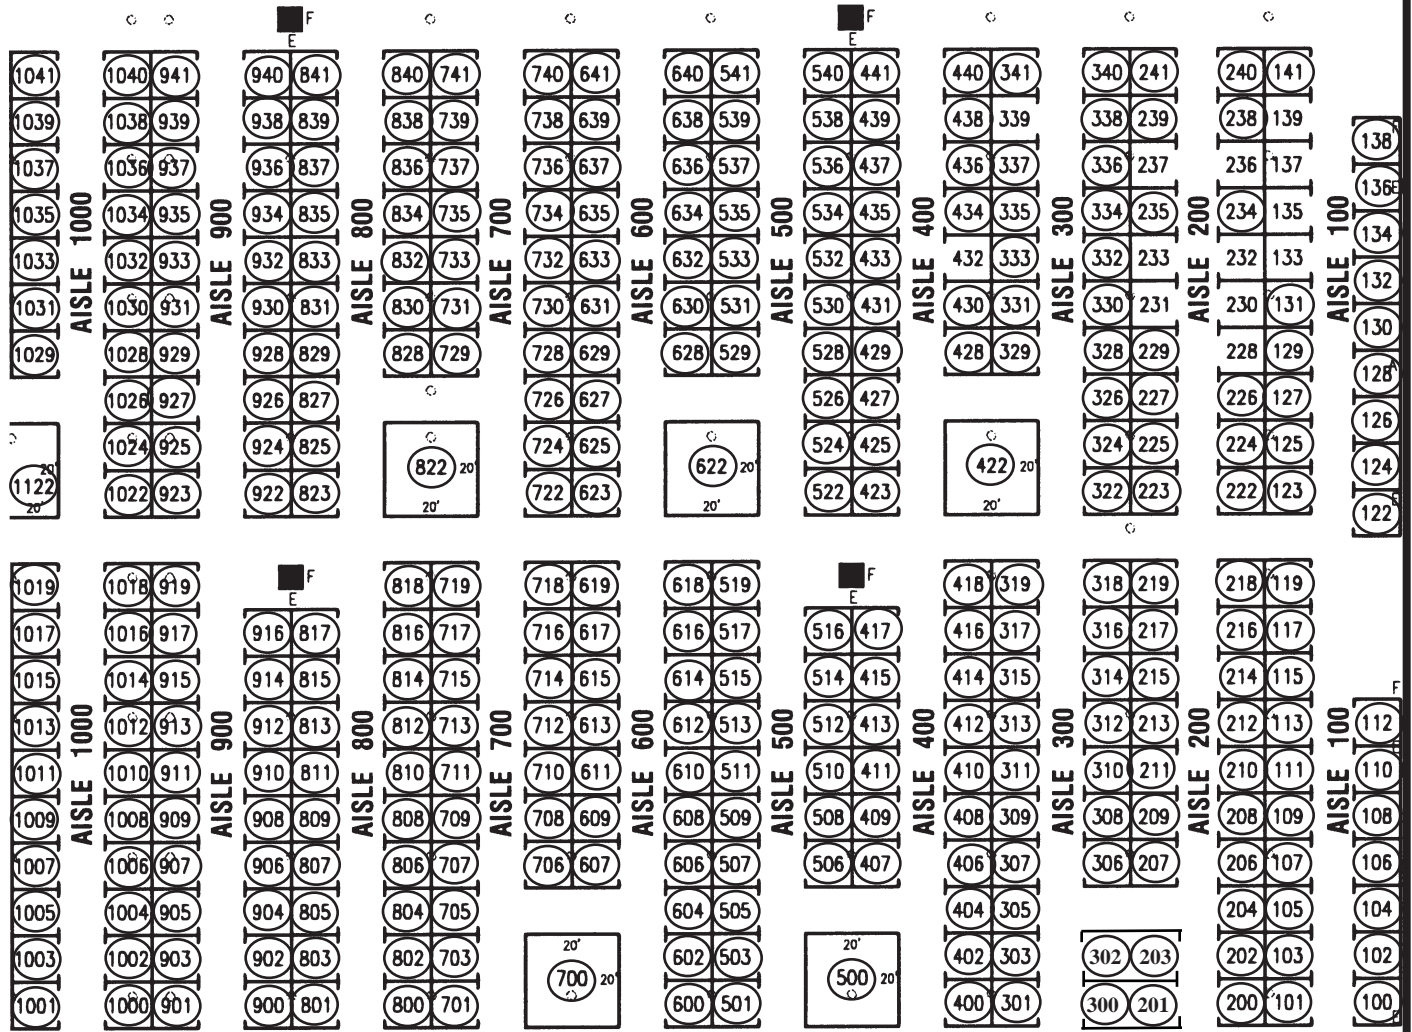 F F
E E
1041 1040 941 940 841 840 741 740 641 640 541 540 441 440 341 340 241 240 141
1039 1038 939 938 839 838 739 738 639 638 539 538 439 438 339 338 239 238 139
138 F
1037 1036 937 936 837 836 737 736 637 636 537 536 437 436 337 336 237 236 137
136 E
1035 1034 935 934 835 834 735 734 635 634 535 534 435 434 335 334 235 234 135
134
AISLE 1000 AISLE 900 AISLE 800 AISLE 700 AISLE 600 AISLE 500 AISLE 400 AISLE 300 AISLE 200 AISLE 100
1033 1032 933 932 833 832 733 732 633 632 533 532 433 432 333 332 233 232 133
132
1031 1030 931 930 831 830 731 730 631 630 531 530 431 430 331 330 231 230 131
130
1029 1028 929 928 829 828 729 728 629 628 529 528 429 428 329 328 229 228 129
128 A
1026 927 926 827 726 627 526 427 326 227 226 127
126
1024 925 924 825 724 625 524 425 324 225 224 125
822 20' 622 20' 422 20' 124
20'
1122 1022 923 922 823 722 623 522 423 322 223 222 123
20' 20' 20' 20'
122 E
1019 1018 919 F 818 719 718 619 618 519 F 418 319 318 219 218 119
E E
1017 1016 917 916 817 816 717 716 617 616 517 516 417 416 317 316 217 216 117
1015 1014 915 914 815 814 715 714 615 614 515 514 415 414 315 314 215 214 115
F
1013 1012 913 912 813 812 713 712 613 612 513 512 413 412 313 312 213 212 113 112
AISLE 1000 AISLE 900 AISLE 800 AISLE 700 AISLE 600 AISLE 500 AISLE 400 AISLE 300 AISLE 200 AISLE 100
1011 1010 911 910 811 810 711 710 611 610 511 510 411 410 311 310 211 210 111 110
1009 1008 909 908 809 808 709 708 609 608 509 508 409 408 309 308 209 208 109 108
1007 1006 907 906 807 806 707 706 607 606 507 506 407 406 307 306 207 206 107 106
1005 1004 905 904 805 804 705 604 505 404 305 204 105 104
20' 20'
1003 1002 903 902 803 802 703 602 503 402 303 302 203 202 103 102
700 20' 500 20'
1001 1000 901 900 801 800 701 600 501 400 301 300 201 200 101 100